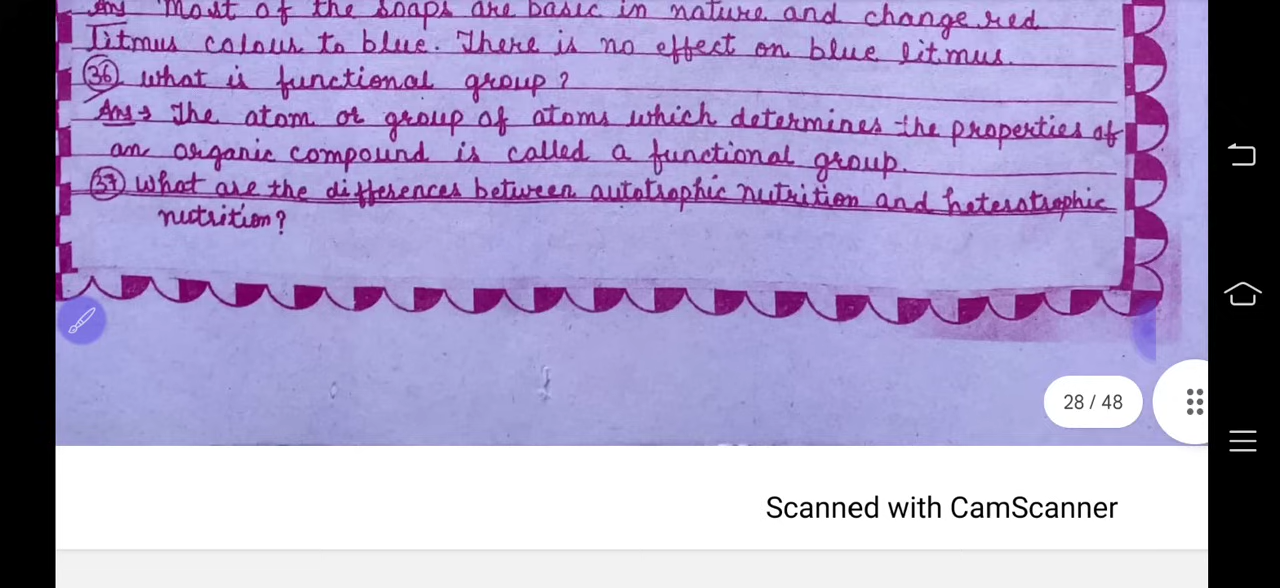 Ans Most of the soaps are basic in nature and change red
litmus colour to blue. There is no effect on blue litmus.
36 what is functional group?
Ans → The atom or group of atoms which determines the properties of
an organic compound is called a functional group.
37 What are the differences between autotrophic nutrition and heterotrophic
nutrition?
28 / 48
Scanned with CamScanner